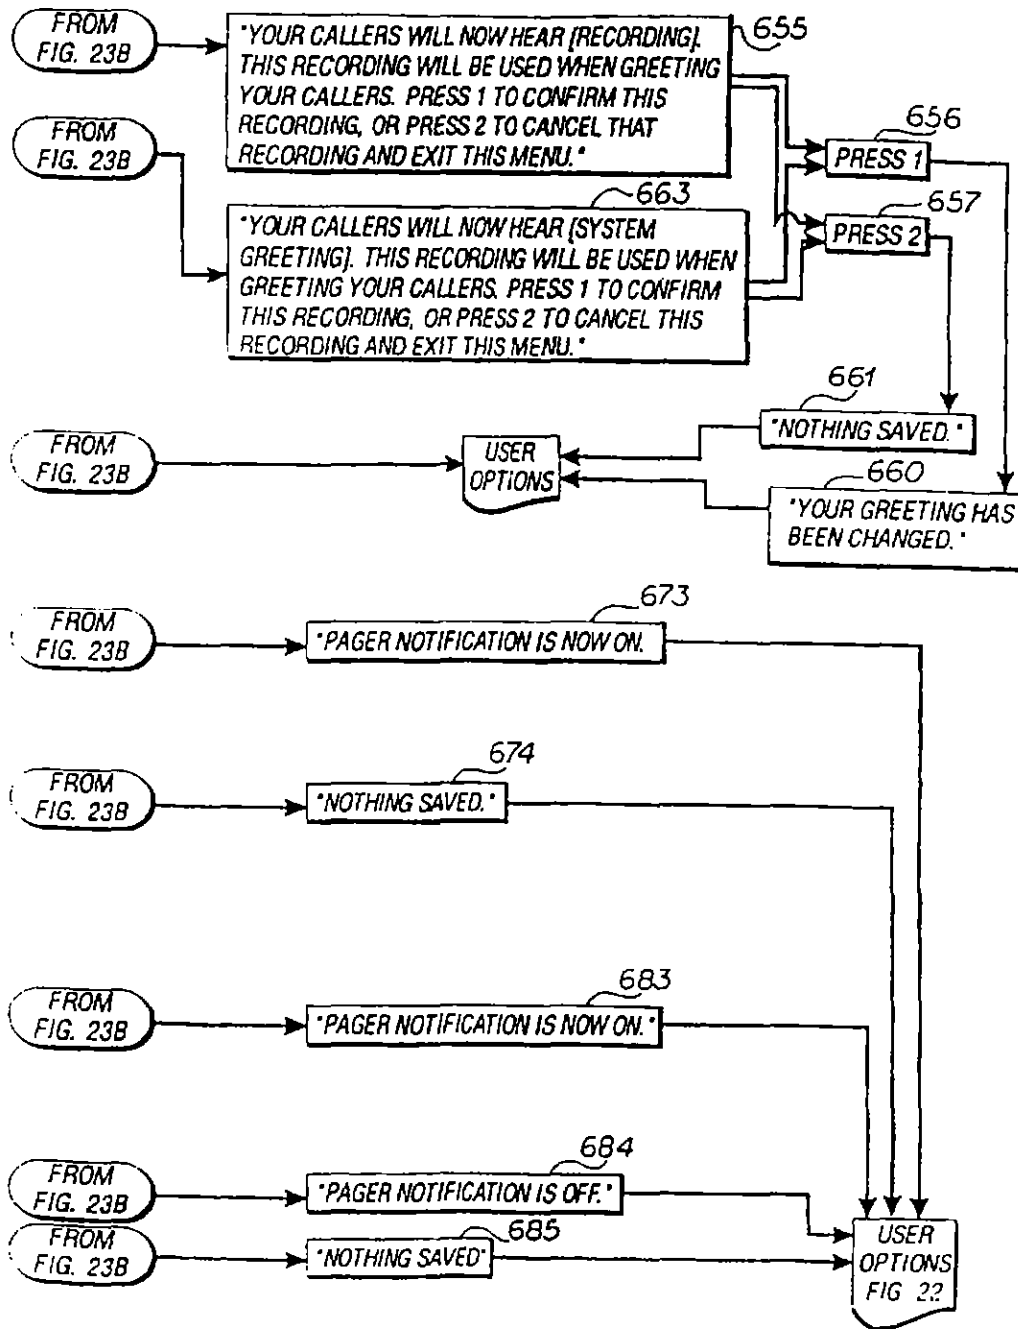 FROM
FIG. 23B
"YOUR CALLERS WILL NOW HEAR [RECORDING].
THIS RECORDING WILL BE USED WHEN GREETING
YOUR CALLERS. PRESS 1 TO CONFIRM THIS
RECORDING, OR PRESS 2 TO CANCEL THAT
RECORDING AND EXIT THIS MENU."
655
FROM
FIG. 23B
656
PRESS 1
663
"YOUR CALLERS WILL NOW HEAR [SYSTEM
GREETING]. THIS RECORDING WILL BE USED WHEN
GREETING YOUR CALLERS. PRESS 1 TO CONFIRM
THIS RECORDING, OR PRESS 2 TO CANCEL THIS
RECORDING AND EXIT THIS MENU."
657
PRESS 2
661
"NOTHING SAVED."
FROM
FIG. 23B
USER
OPTIONS
660
"YOUR GREETING HAS
BEEN CHANGED."
673
FROM
FIG. 23B
"PAGER NOTIFICATION IS NOW ON.
674
FROM
FIG. 23B
"NOTHING SAVED."
683
FROM
FIG. 23B
"PAGER NOTIFICATION IS NOW ON."
684
FROM
FIG. 23B
"PAGER NOTIFICATION IS OFF."
685
FROM
FIG. 23B
"NOTHING SAVED"
USER
OPTIONS
FIG 22